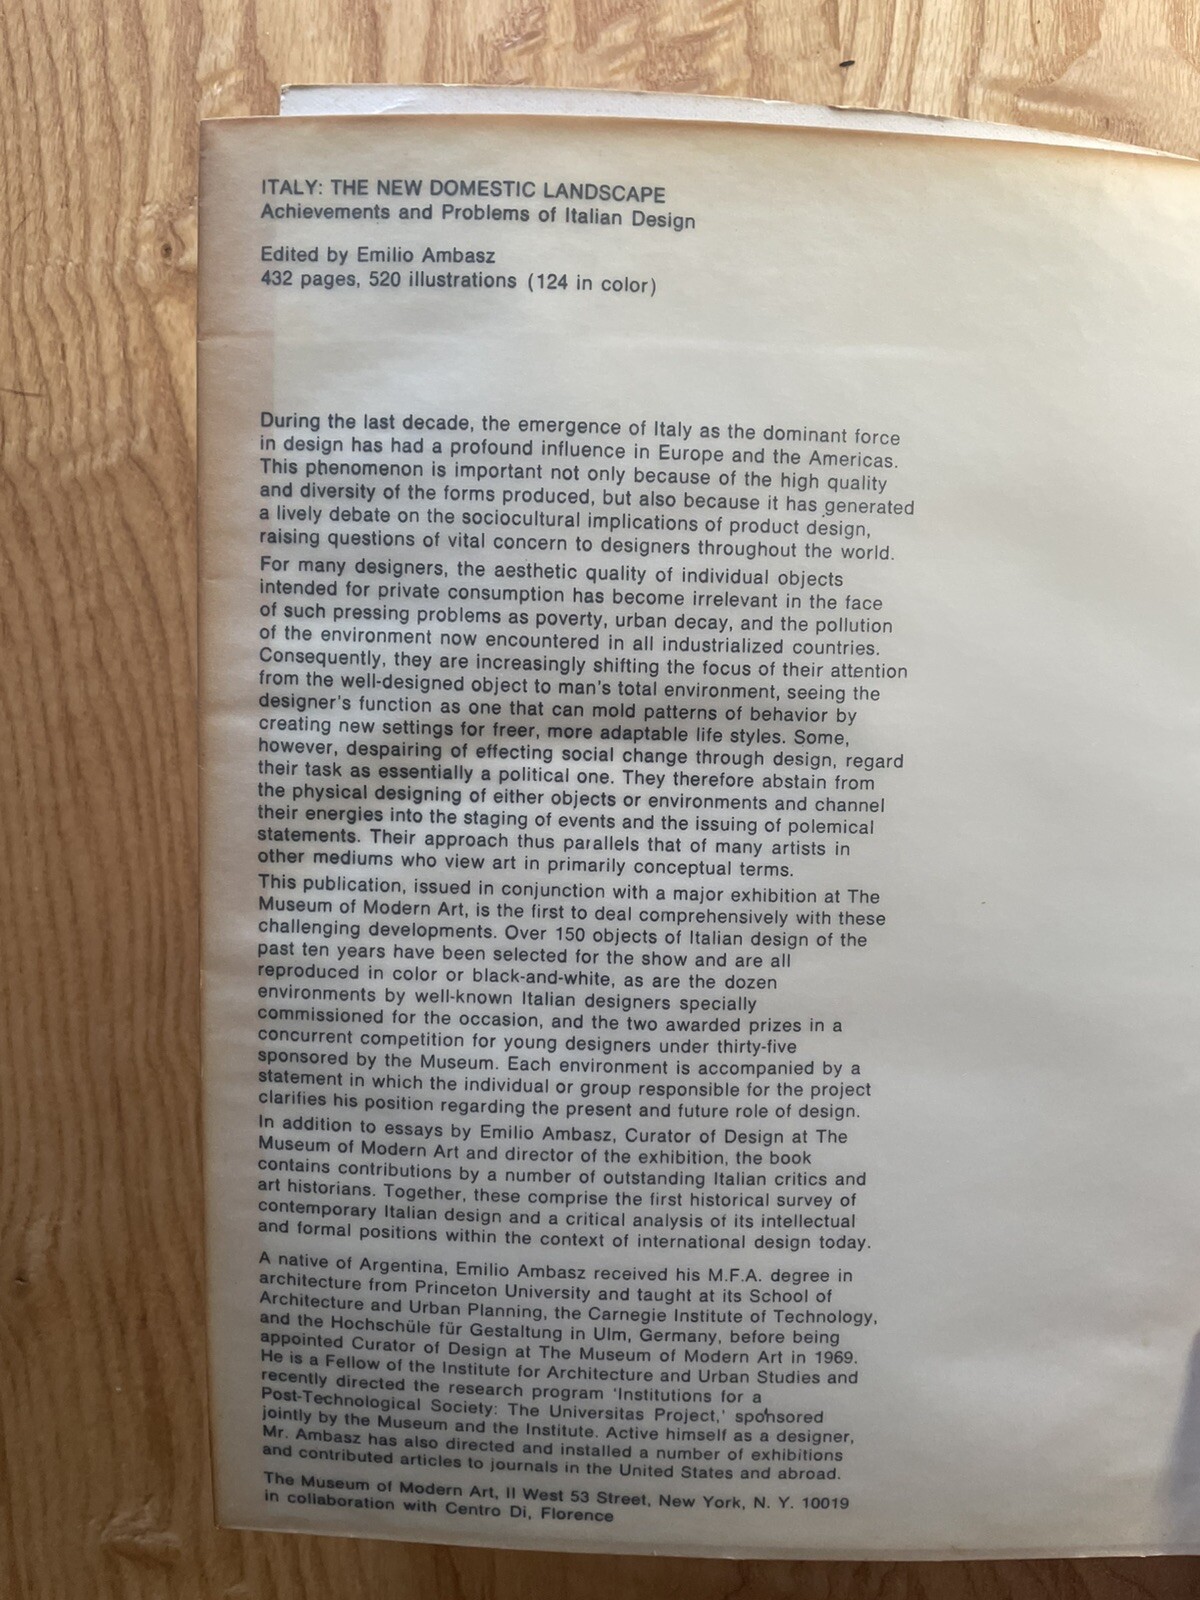 ITALY: THE NEW DOMESTIC LANDSCAPE
Achievements and Problems of Italian Design
Edited by Emilio Ambasz
432 pages, 520 illustrations (124 in color)
During the last decade, the emergence of Italy as the dominant force
in design has had a profound influence in Europe and the Americas.
This phenomenon is important not only because of the high quality
and diversity of the forms produced, but also because it has generated
a lively debate on the sociocultural implications of product design,
raising questions of vital concern to designers throughout the world.
For many designers, the aesthetic quality of individual objects
intended for private consumption has become irrelevant in the face
of such pressing problems as poverty, urban decay, and the pollution
of the environment now encountered in all industrialized countries.
Consequently, they are increasingly shifting the focus of their attention
from the well-designed object to man's total environment, seeing the
designer's function as one that can mold patterns of behavior by
creating new settings for freer, more adaptable life styles. Some,
however, despairing of effecting social change through design, regard
their task as essentially a political one. They therefore abstain from
the physical designing of either objects or environments and channel
their energies into the staging of events and the issuing of polemical
statements. Their approach thus parallels that of many artists in
other mediums who view art in primarily conceptual terms.
This publication, issued in conjunction with a major exhibition at The
Museum of Modern Art, is the first to deal comprehensively with these
challenging developments. Over 150 objects of Italian design of the
past ten years have been selected for the show and are all
reproduced in color or black-and-white, as are the dozen
environments by well-known Italian designers specially
commissioned for the occasion, and the two awarded prizes in a
concurrent competition for young designers under thirty-five
sponsored by the Museum. Each environment is accompanied by a
statement in which the individual or group responsible for the project
clarifies his position regarding the present and future role of design.
In addition to essays by Emilio Ambasz, Curator of Design at The
Museum of Modern Art and director of the exhibition, the book
contains contributions by a number of outstanding Italian critics and
art historians. Together, these comprise the first historical survey of
contemporary Italian design and a critical analysis of its intellectual
and formal positions within the context of international design today.
A native of Argentina, Emilio Ambasz received his M.F.A. degree in
architecture from Princeton University and taught at its School of
Architecture and Urban Planning, the Carnegie Institute of Technology,
and the Hochschüle für Gestaltung in Ulm, Germany, before being
appointed Curator of Design at The Museum of Modern Art in 1969.
He is a Fellow of the Institute for Architecture and Urban Studies and
recently directed the research program 'Institutions for a
Post-Technological Society: The Universitas Project,' sponsored
jointly by the Museum and the Institute. Active himself as a designer,
Mr. Ambasz has also directed and installed a number of exhibitions
and contributed articles to journals in the United States and abroad.
The Museum of Modern Art, II West 53 Street, New York, N. Y. 10019
in collaboration with Centro Di, Florence